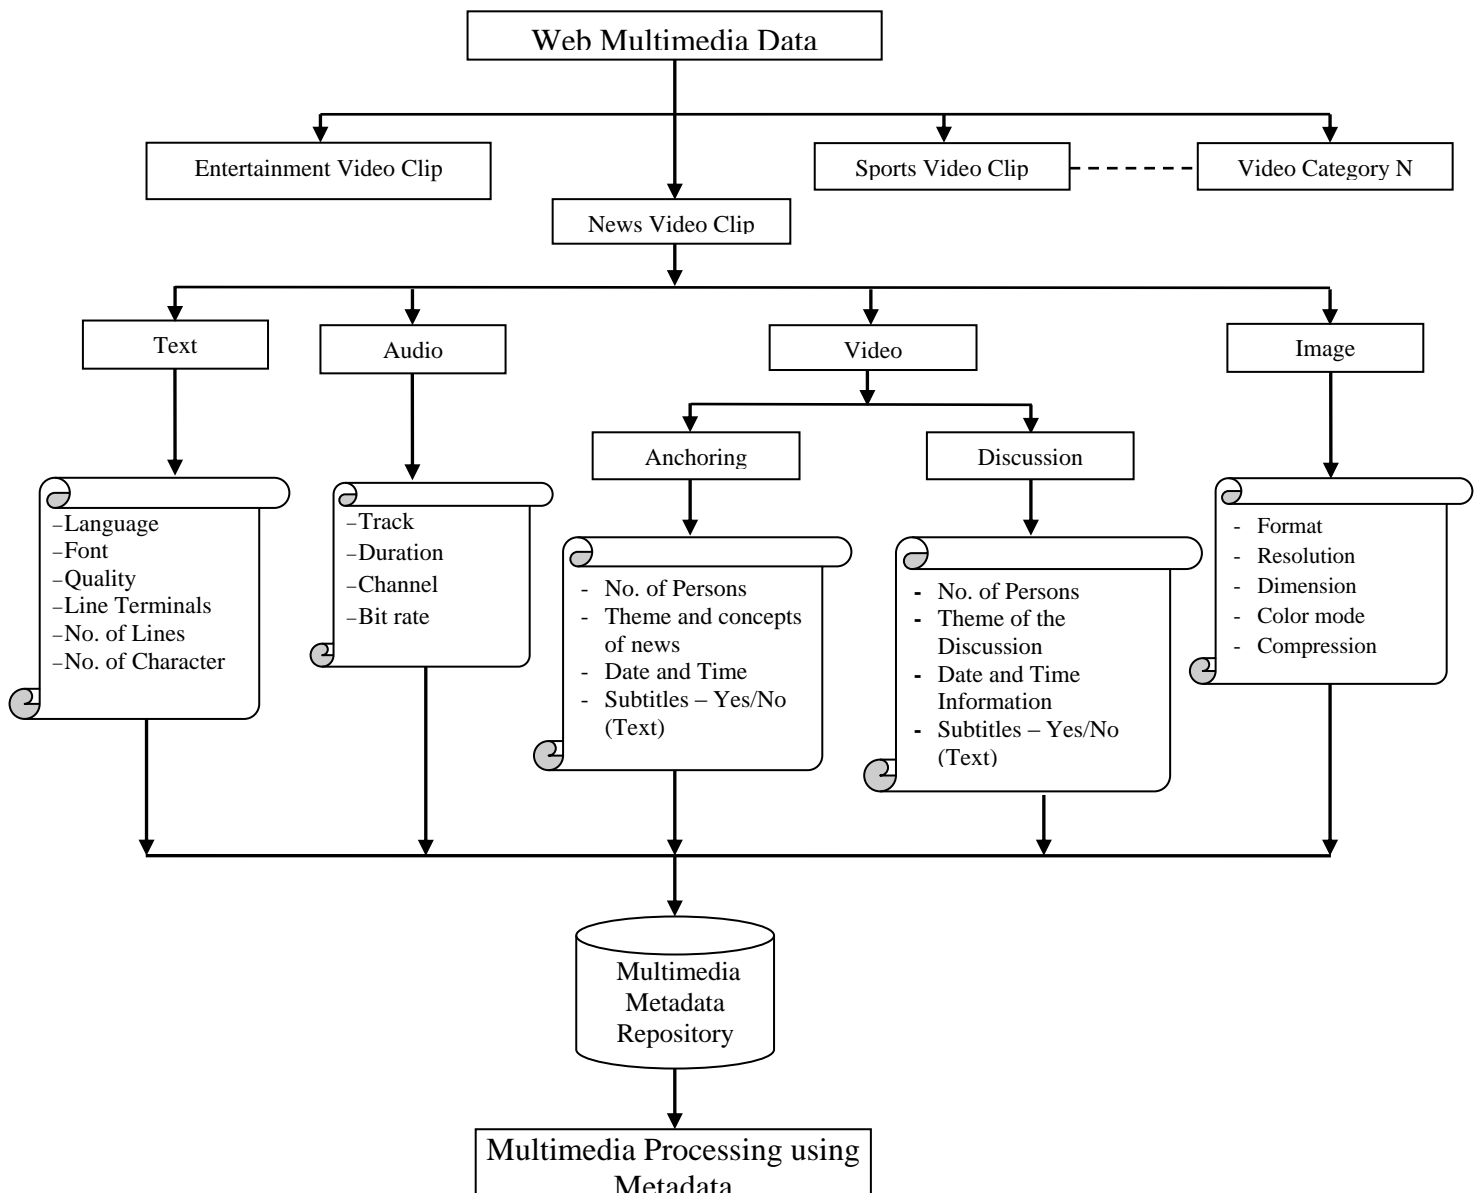 Web Multimedia Data
Entertainment Video Clip
Sports Video Clip
Video Category N
News Video Clip
Text
Audio
Video
Image
Anchoring
Discussion
–Language
–Font
–Quality
–Line Terminals
–No. of Lines
–No. of Character
–Track
–Duration
–Channel
–Bit rate
- No. of Persons
- Theme and concepts
of news
- Date and Time
- Subtitles – Yes/No
(Text)
- No. of Persons
- Theme of the
Discussion
- Date and Time
Information
- Subtitles – Yes/No
(Text)
- Format
- Resolution
- Dimension
- Color mode
- Compression
Multimedia
Metadata
Repository
Multimedia Processing using
Metadata